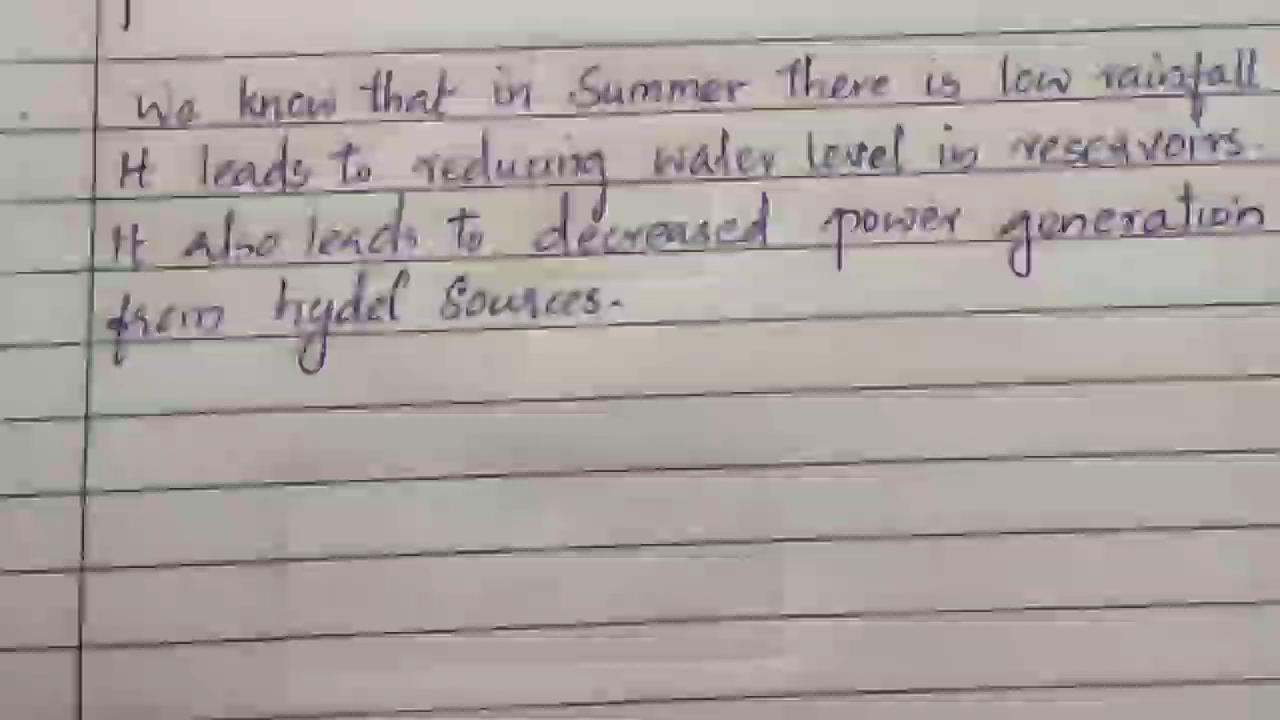 We know that in Summer There is low rainfall
It leads to reducing water level in reservoirs.
It also leads to decreased power generation
from hydel sources.